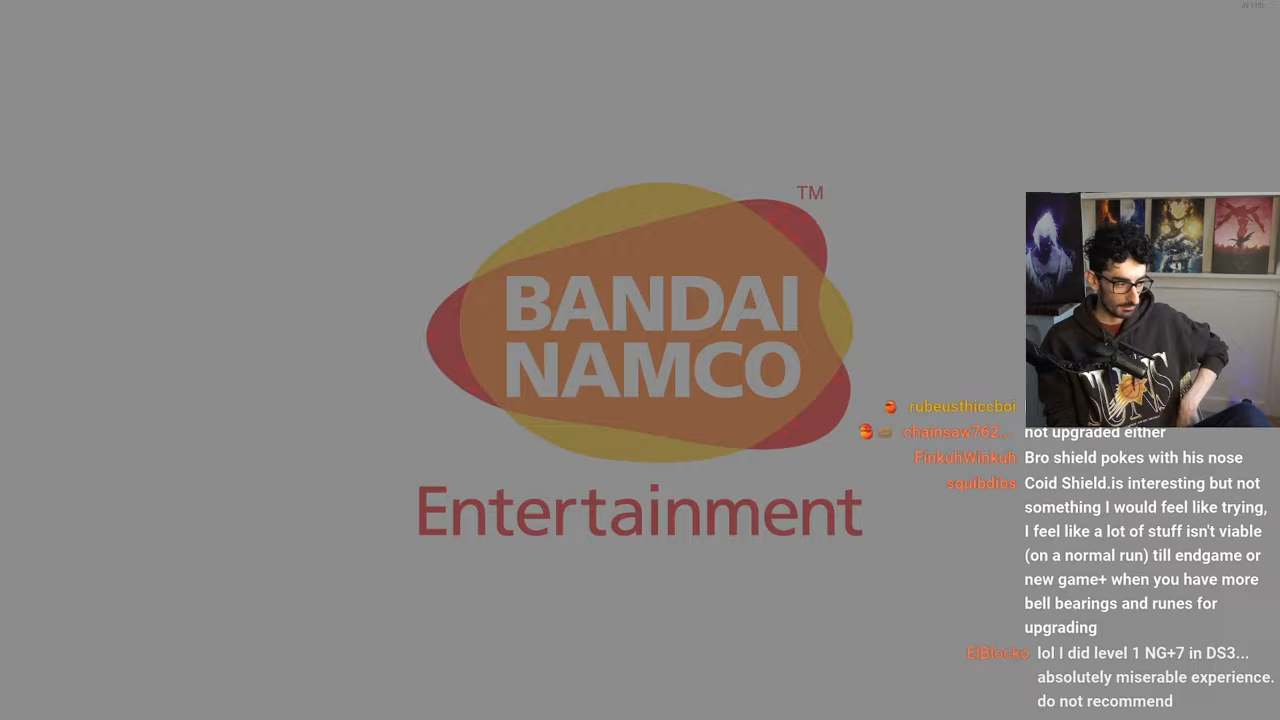 TM
BANDAI
NAMCO
Entertainment
rubeusthiccboi
chainsaw762... not upgraded either
FinkuhWinkuh Bro shield pokes with his nose
squibdibs Coid Shield.is interesting but not
something I would feel like trying,
I feel like a lot of stuff isn't viable
(on a normal run) till endgame or
new game+ when you have more
bell bearings and runes for
upgrading
ElBlocko lol I did level 1 NG+7 in DS3...
absolutely miserable experience.
do not recommend